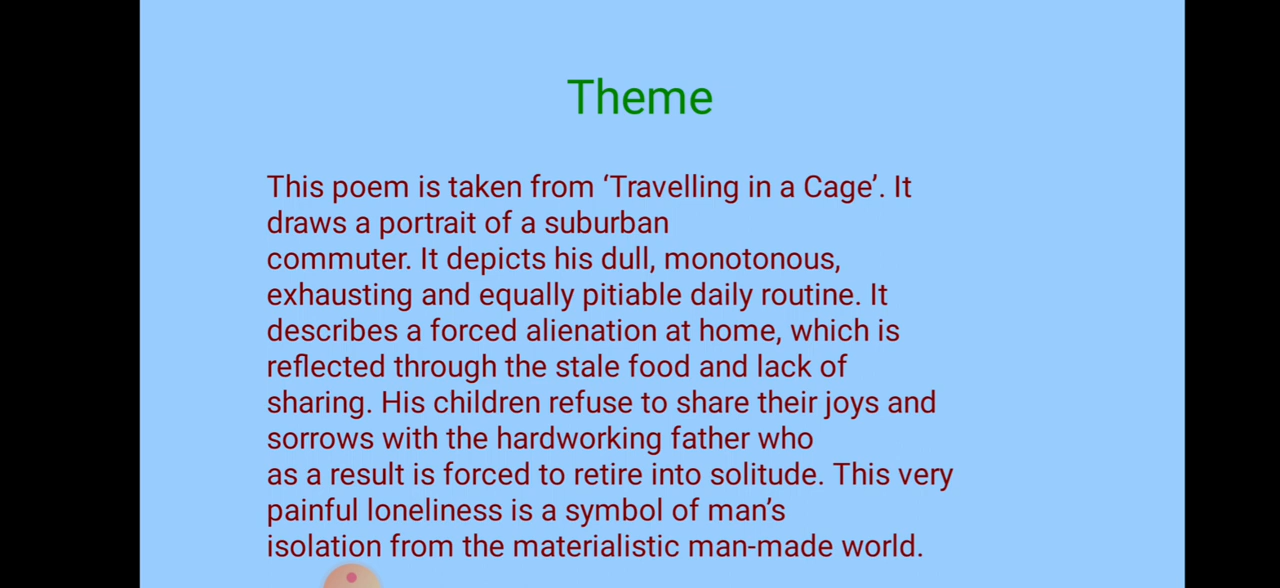 Theme
This poem is taken from ‘Travelling in a Cage’. It
draws a portrait of a suburban
commuter. It depicts his dull, monotonous,
exhausting and equally pitiable daily routine. It
describes a forced alienation at home, which is
reflected through the stale food and lack of
sharing. His children refuse to share their joys and
sorrows with the hardworking father who
as a result is forced to retire into solitude. This very
painful loneliness is a symbol of man’s
isolation from the materialistic man-made world.